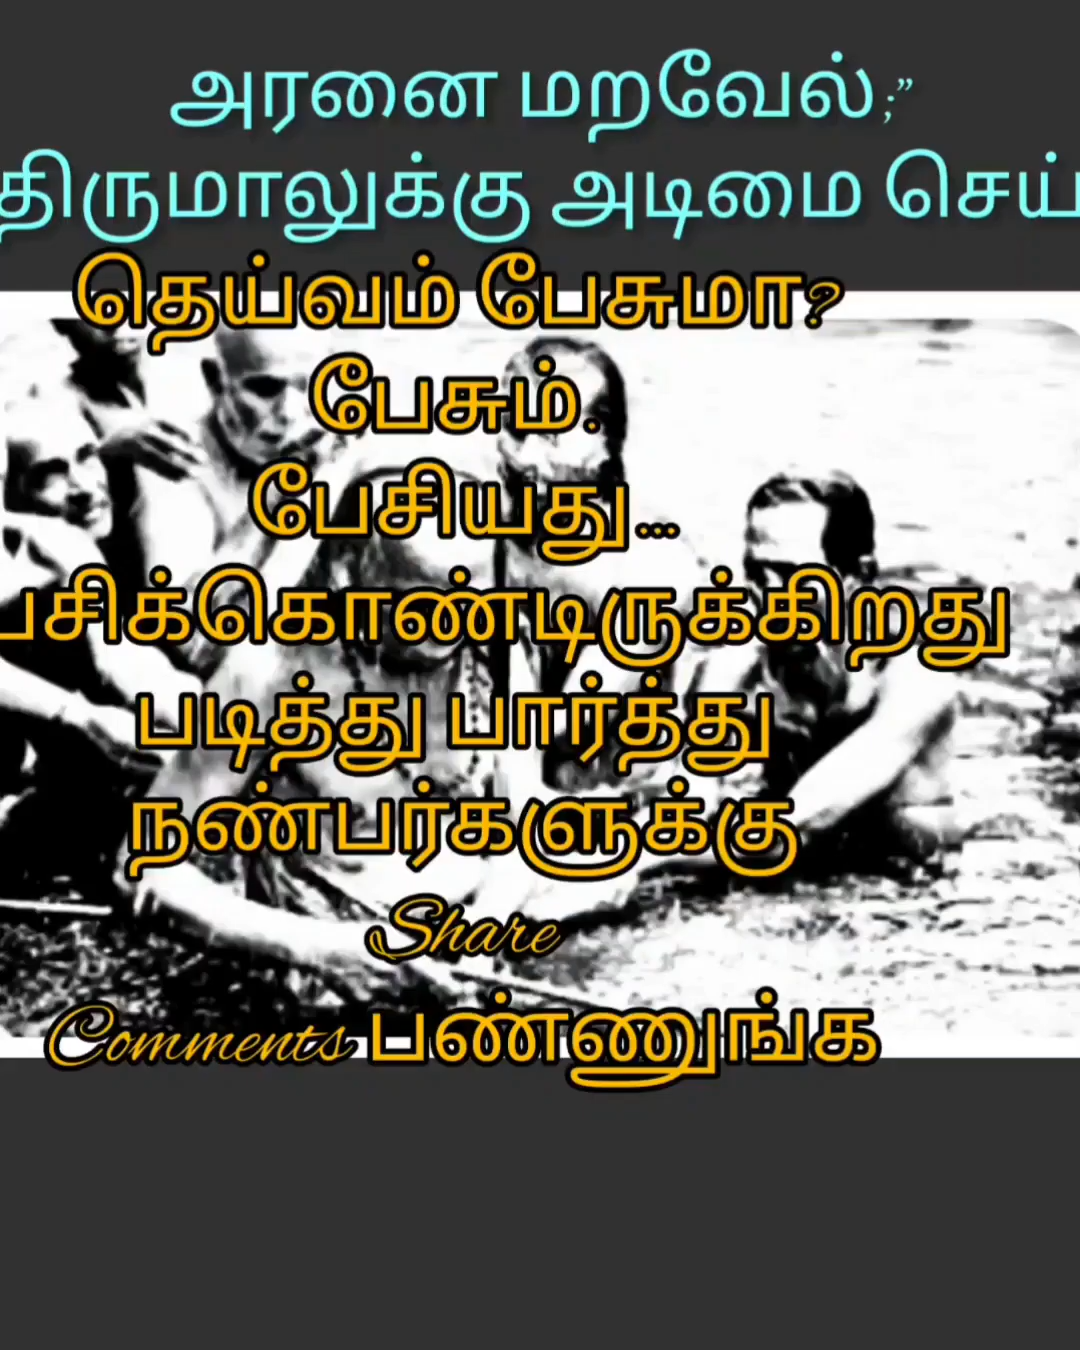 அரனை மறவேல்;”
திருமாலுக்கு அடிமை செய்
தெய்வம் பேசுமா?
பேசும்.
பேசியது...
பசிக்கொண்டிருக்கிறது
படித்து பார்த்து
நண்பர்களுக்கு
Share
Comments பண்ணுங்க